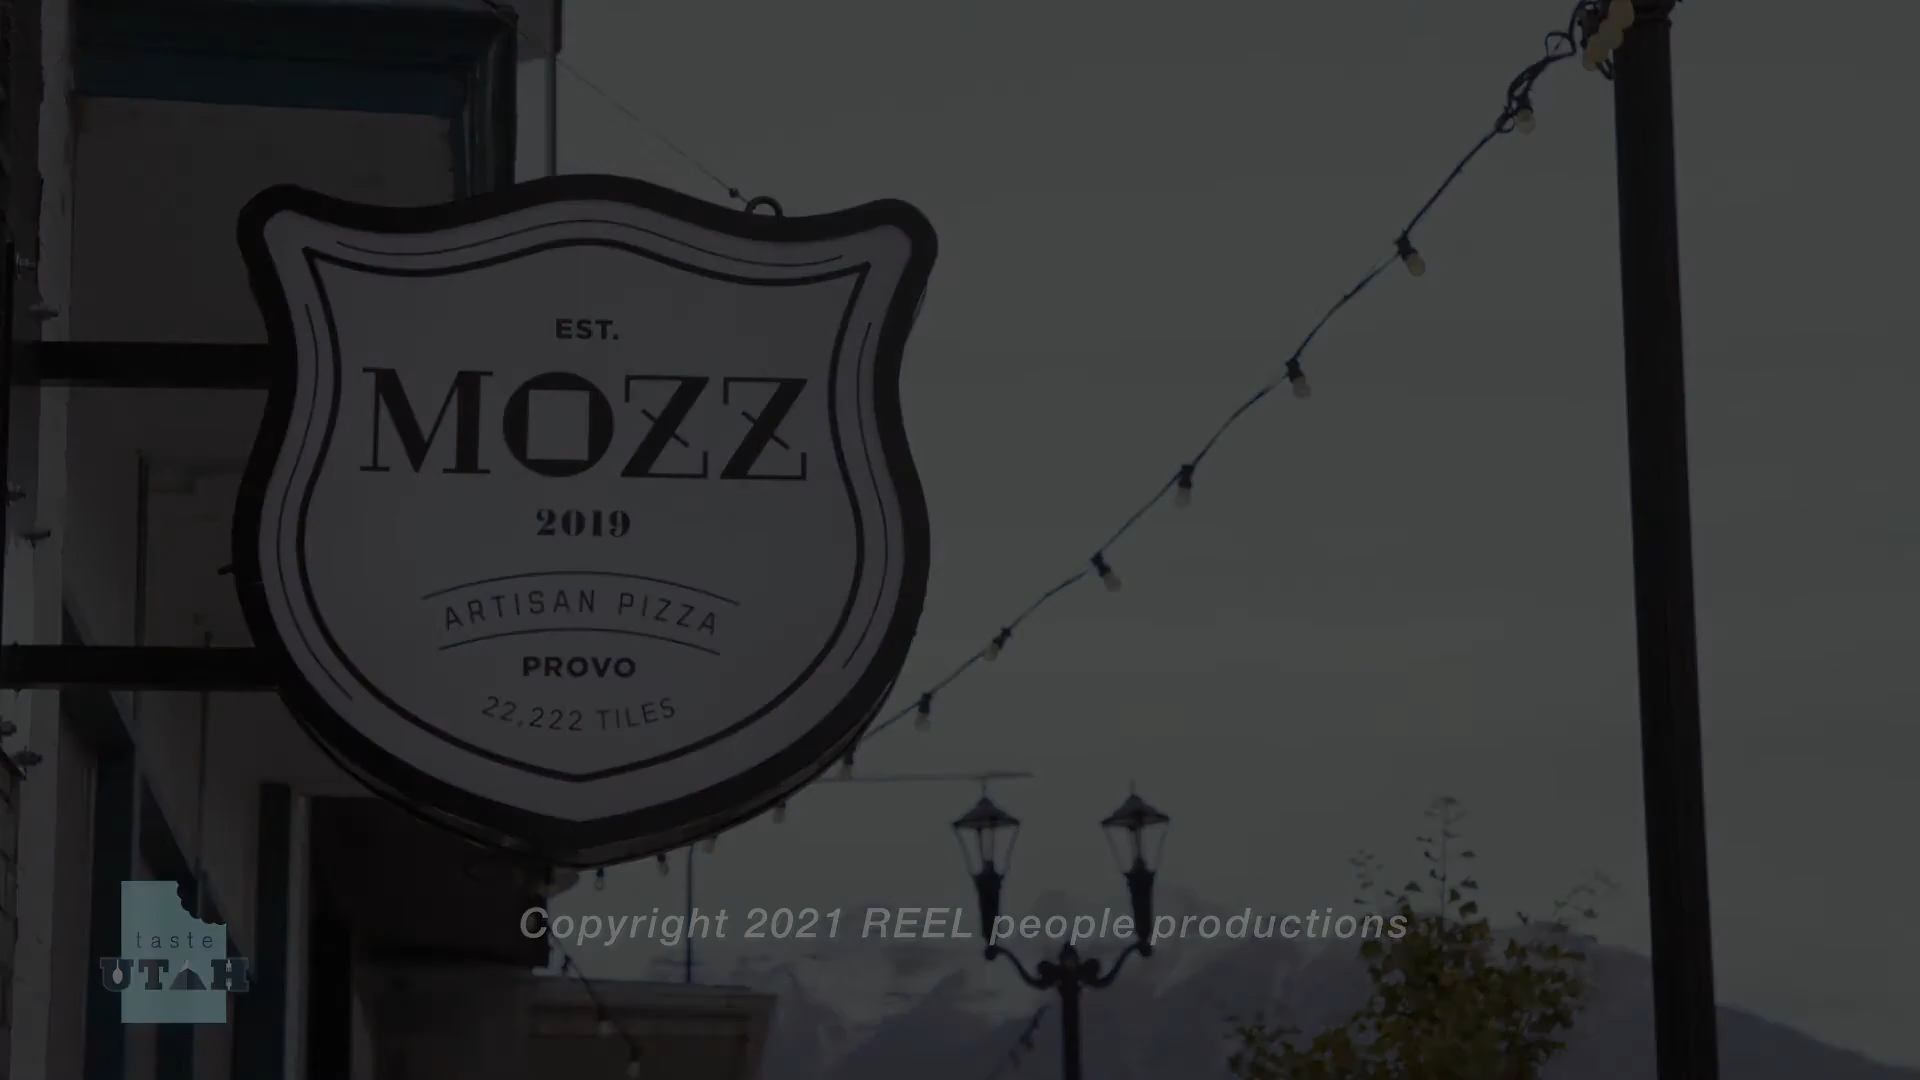 EST.
MOZZ
2019
ARTISAN PIZZA
PROVO
22,222 TILES
Copyright 2021 REEL people productions
taste
UTAH